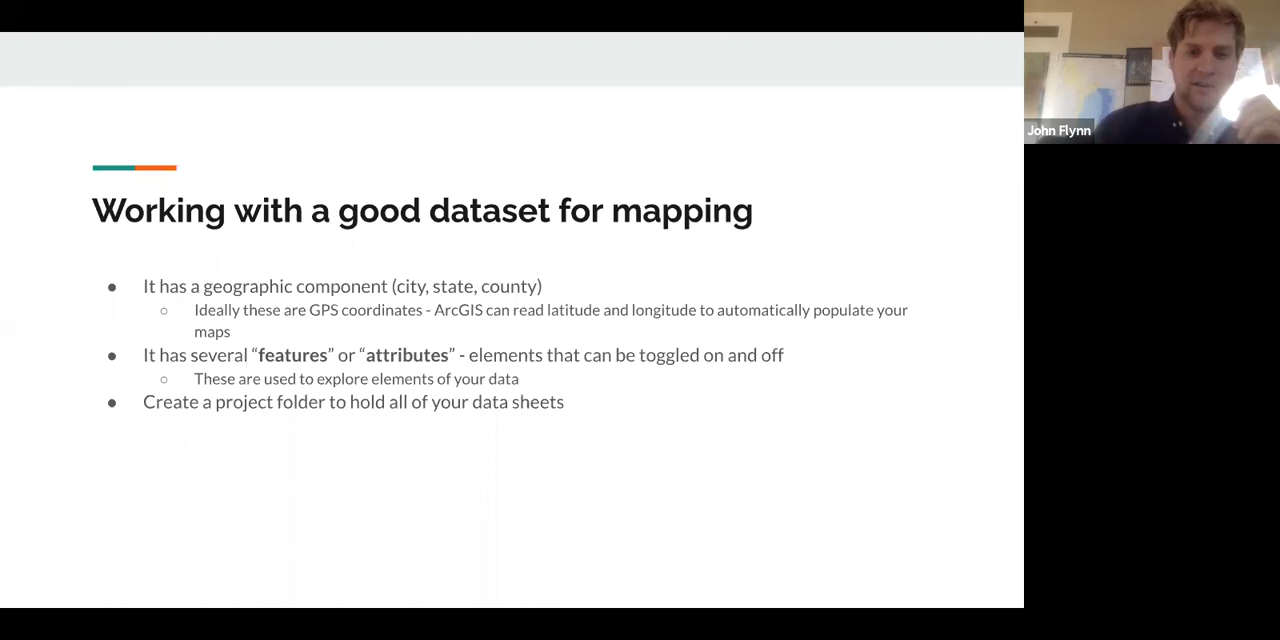 John Flynn
Working with a good dataset for mapping
● It has a geographic component (city, state, county)
○ Ideally these are GPS coordinates - ArcGIS can read latitude and longitude to automatically populate your
maps
● It has several “features” or “attributes” - elements that can be toggled on and off
○ These are used to explore elements of your data
● Create a project folder to hold all of your data sheets